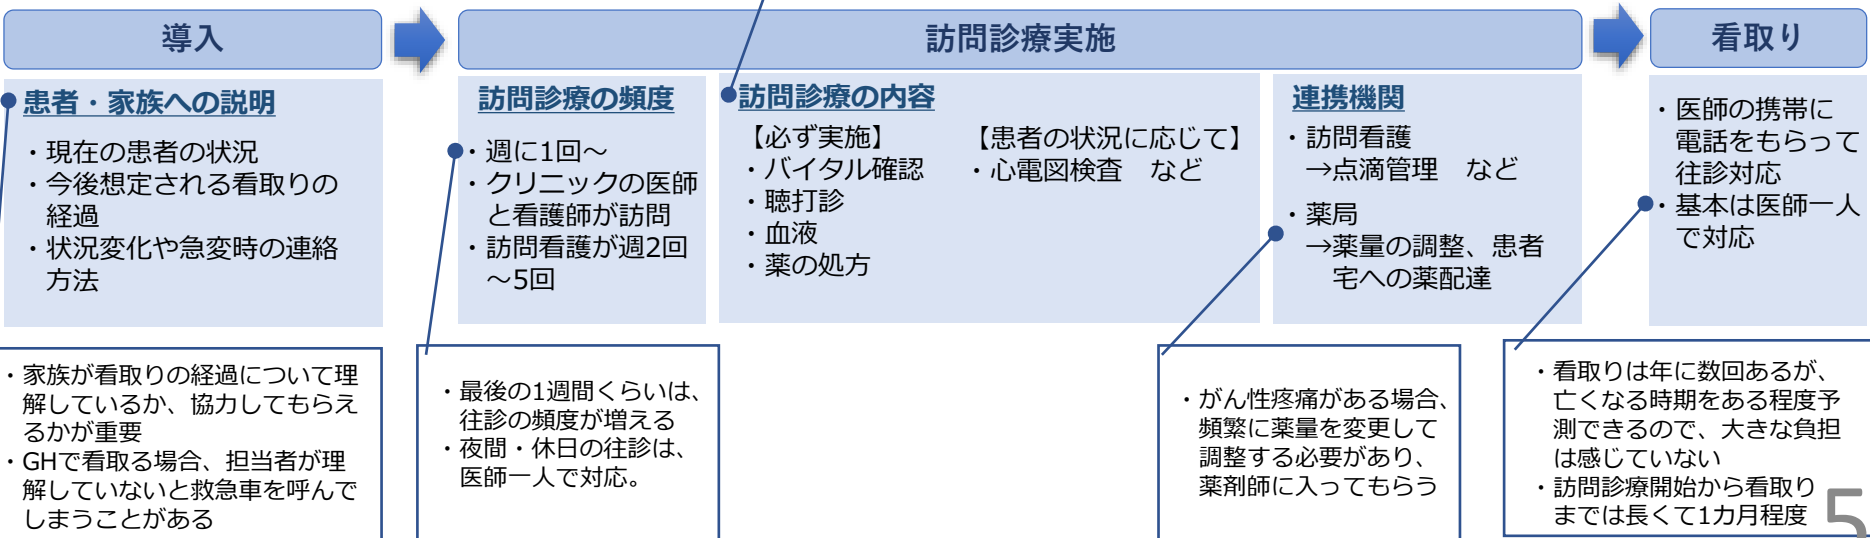 導入
訪問診療実施
看取り
患者・家族への説明
・現在の患者の状況
・今後想定される看取りの
経過
・状況変化や急変時の連絡
方法
訪問診療の頻度
・週に1回～
・クリニックの医師
と看護師が訪問
・訪問看護が週2回
～5回
訪問診療の内容
【必ず実施】
・バイタル確認
・聴打診
・血液
・薬の処方
【患者の状況に応じて】
・心電図検査　など
連携機関
・訪問看護
→点滴管理　など
・薬局
→薬量の調整、患者
宅への薬配達
・医師の携帯に
電話をもらって
往診対応
・基本は医師一人
で対応
・家族が看取りの経過について理
解しているか、協力してもらえ
るかが重要
・GHで看取る場合、担当者が理
解していないと救急車を呼んで
しまうことがある
・最後の1週間くらいは、
往診の頻度が増える
・夜間・休日の往診は、
医師一人で対応。
・がん性疼痛がある場合、
頻繁に薬量を変更して
調整する必要があり、
薬剤師に入ってもらう
・看取りは年に数回あるが、
亡くなる時期をある程度予
測できるので、大きな負担
は感じていない
・訪問診療開始から看取り
までは長くて1カ月程度
5